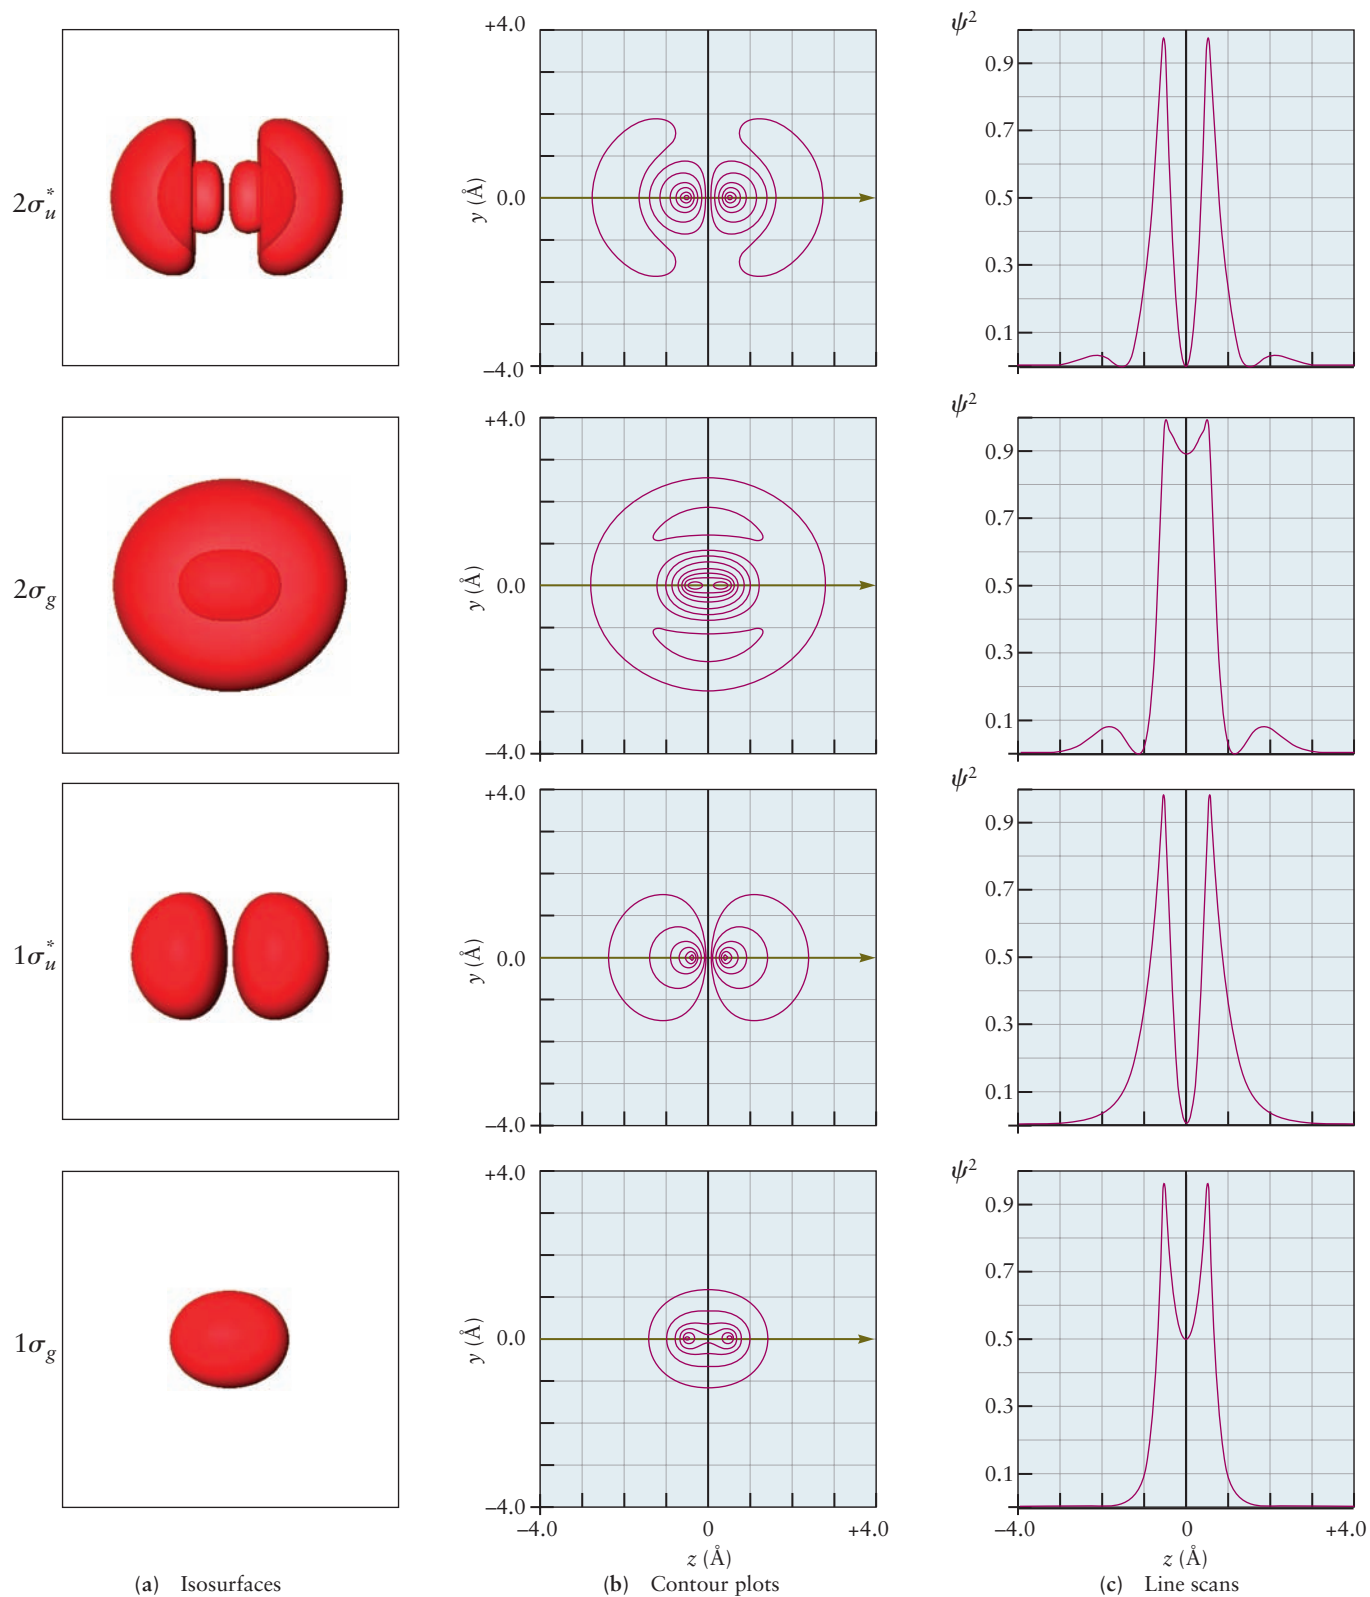 2σ*u
+4.0
y (Å)
0.0
−4.0
ψ²
0.9
0.7
0.5
0.3
0.1
2σg
+4.0
y (Å)
0.0
−4.0
ψ²
0.9
0.7
0.5
0.3
0.1
1σ*u
+4.0
y (Å)
0.0
−4.0
ψ²
0.9
0.7
0.5
0.3
0.1
1σg
+4.0
y (Å)
0.0
−4.0
ψ²
0.9
0.7
0.5
0.3
0.1
−4.0 0 +4.0
z (Å)
−4.0 0 +4.0
z (Å)
(a) Isosurfaces
(b) Contour plots
(c) Line scans